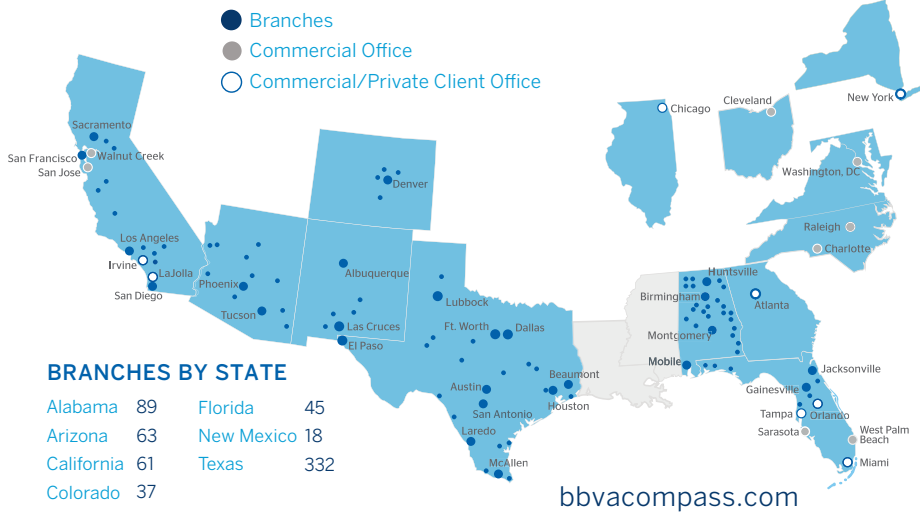 Branches
Commercial Office
Commercial/Private Client Office
Sacramento
San Francisco
Walnut Creek
San Jose
Los Angeles
Irvine
LaJolla
San Diego
Phoenix
Tucson
Denver
Albuquerque
Las Cruces
El Paso
Lubbock
Ft. Worth
Dallas
Austin
San Antonio
Beaumont
Houston
Laredo
McAllen
Chicago
Cleveland
New York
Washington, DC
Raleigh
Charlotte
Huntsville
Birmingham
Montgomery
Mobile
Atlanta
Jacksonville
Gainesville
Tampa
Orlando
Sarasota
West Palm
Beach
Miami
BRANCHES BY STATE
Alabama 89 Florida 45
Arizona 63 New Mexico 18
California 61 Texas 332
Colorado 37
bbvacompass.com